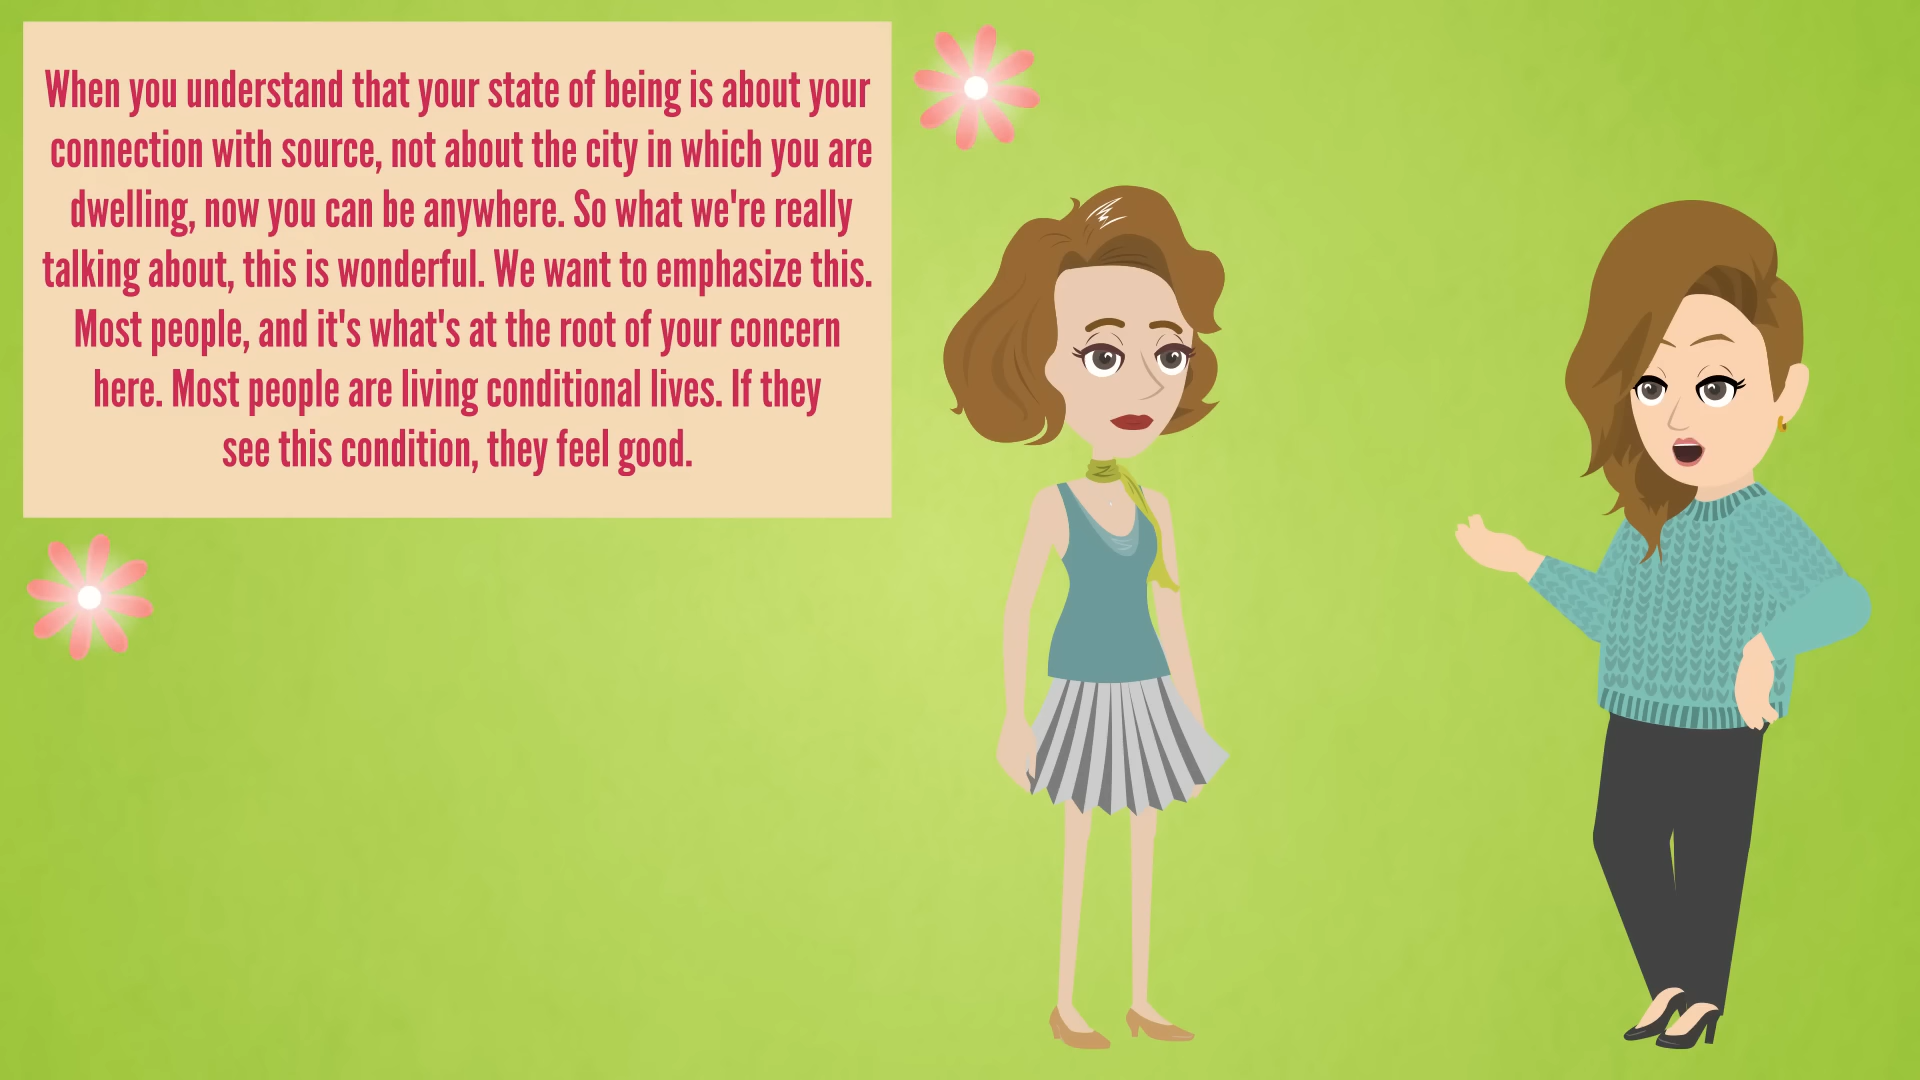 When you understand that your state of being is about your
connection with source, not about the city in which you are
dwelling, now you can be anywhere. So what we're really
talking about, this is wonderful. We want to emphasize this.
Most people, and it's what's at the root of your concern
here. Most people are living conditional lives. If they
see this condition, they feel good.